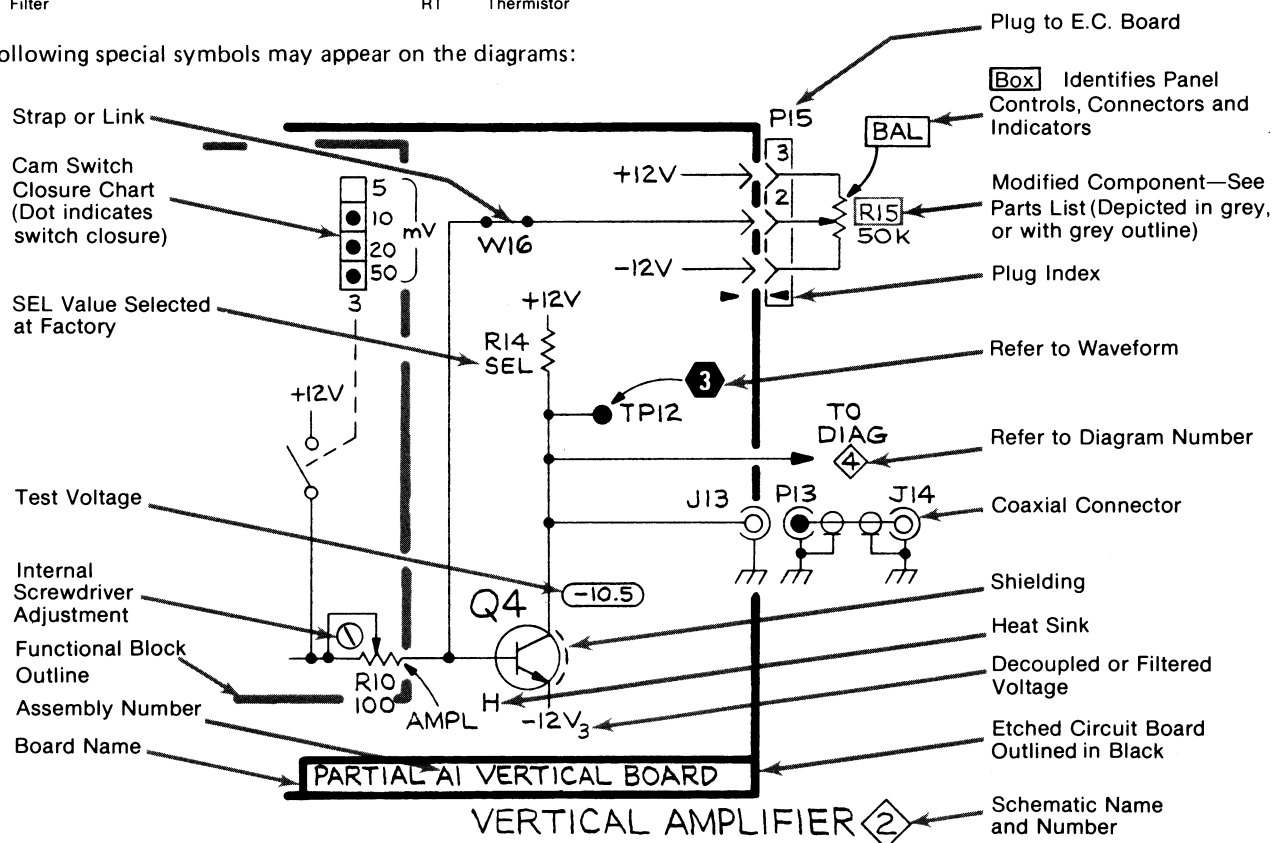 Filter
RT Thermistor
ollowing special symbols may appear on the diagrams:
Plug to E.C. Board
Box Identifies Panel
Controls, Connectors and
Indicators
Strap or Link
P15
BAL
Cam Switch
Closure Chart
(Dot indicates
switch closure)
5
10
20
50
mV
3
+12V
3
2
W16
-12V
R15
50K
Modified Component—See
Parts List (Depicted in grey,
or with grey outline)
Plug Index
SEL Value Selected
at Factory
+12V
R14
SEL
3
Refer to Waveform
TP12
+12V
TO
DIAG
4
Refer to Diagram Number
Test Voltage
J13
P13
J14
Coaxial Connector
-10.5
Shielding
Internal
Screwdriver
Adjustment
Q4
Heat Sink
Functional Block
Outline
R10
100
AMPL
H
-12V3
Decoupled or Filtered
Voltage
Assembly Number
Board Name
Etched Circuit Board
Outlined in Black
PARTIAL A1 VERTICAL BOARD
VERTICAL AMPLIFIER 2
Schematic Name
and Number